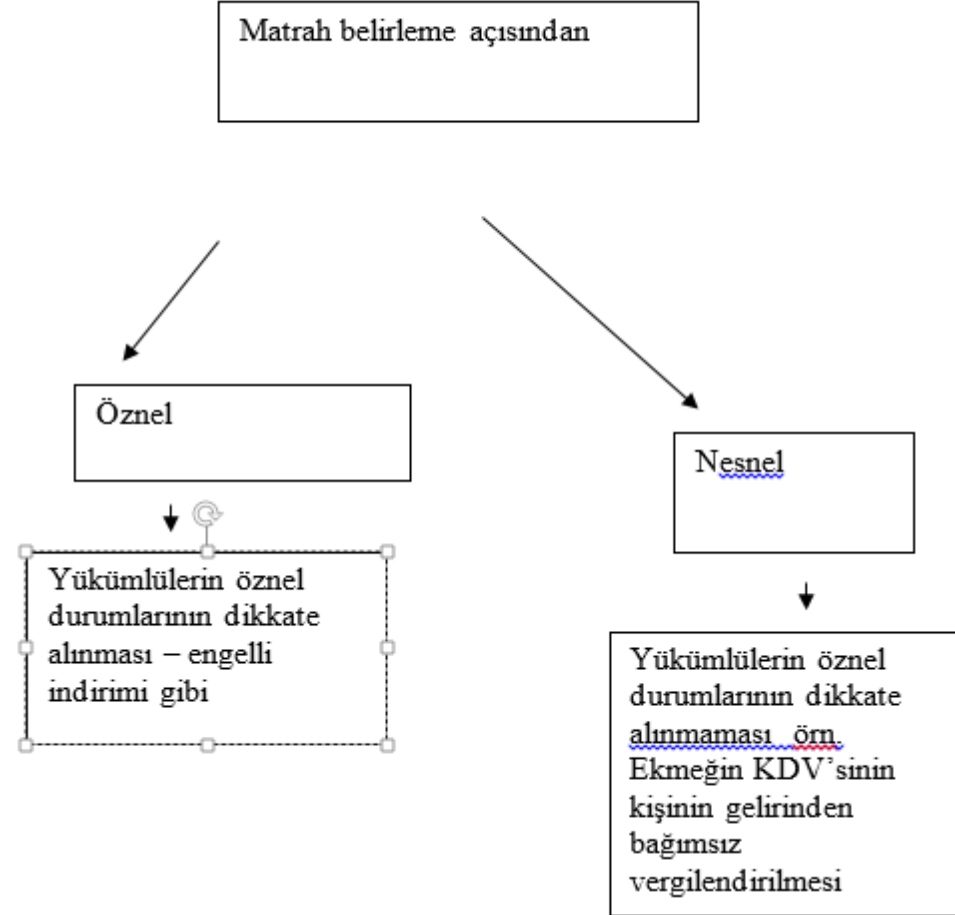 Matrah belirleme açısından
Öznel
Nesnel
Yükümlülerin öznel
durumlarının dikkate
alınması – engelli
indirimi gibi
Yükümlülerin öznel
durumlarının dikkate
alınmaması örn.
Ekmeğin KDV’sinin
kişinin gelirinden
bağımsız
vergilendirilmesi